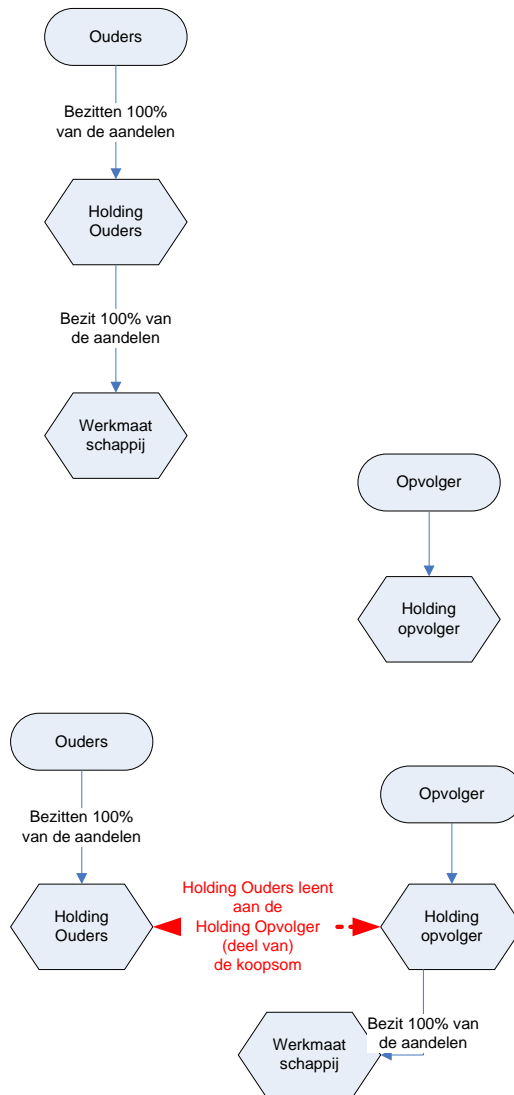 Ouders
Bezitten 100%
van de aandelen
Holding
Ouders
Bezit 100% van
de aandelen
Werkmaat
schappij
Opvolger
Holding
opvolger
Ouders
Bezitten 100%
van de aandelen
Opvolger
Holding
Ouders
Holding Ouders leent
aan de
Holding Opvolger
(deel van)
de koopsom
Holding
opvolger
Bezit 100% van
de aandelen
Werkmaat
schappij